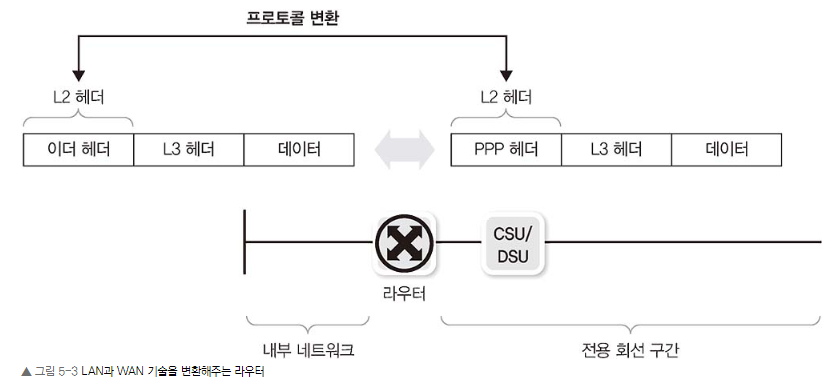 프로토콜 변환
L2 헤더
L2 헤더
이더 헤더 L3 헤더 데이터
PPP 헤더 L3 헤더 데이터
CSU/
DSU
라우터
내부 네트워크
전용 회선 구간
▲ 그림 5-3 LAN과 WAN 기술을 변환해주는 라우터